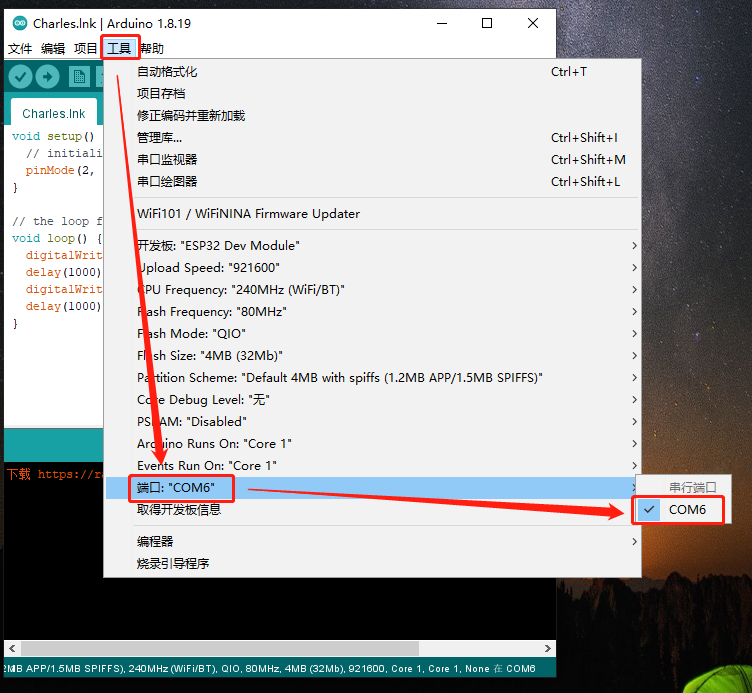 Charles.lnk | Arduino 1.8.19
文件 编辑 项目 工具 帮助
Charles.lnk
void setup()
// initiali
pinMode(2,
}
// the loop f
void loop() {
digitalWrit
delay(1000)
digitalWrit
delay(1000)
}
自动格式化 Ctrl+T
项目存档
修正编码并重新加载
管理库... Ctrl+Shift+I
串口监视器 Ctrl+Shift+M
串口绘图器 Ctrl+Shift+L
WiFi101 / WiFiNINA Firmware Updater
开发板: "ESP32 Dev Module"
Upload Speed: "921600"
CPU Frequency: "240MHz (WiFi/BT)"
Flash Frequency: "80MHz"
Flash Mode: "QIO"
Flash Size: "4MB (32Mb)"
Partition Scheme: "Default 4MB with spiffs (1.2MB APP/1.5MB SPIFFS)"
Core Debug Level: "无"
PSRAM: "Disabled"
Arduino Runs On: "Core 1"
Events Run On: "Core 1"
端口: "COM6"
取得开发板信息
编程器
烧录引导程序
串行端口
COM6
下载 https://r
2MB APP/1.5MB SPIFFS), 240MHz (WiFi/BT), QIO, 80MHz, 4MB (32Mb), 921600, Core 1, Core 1, None 在 COM6